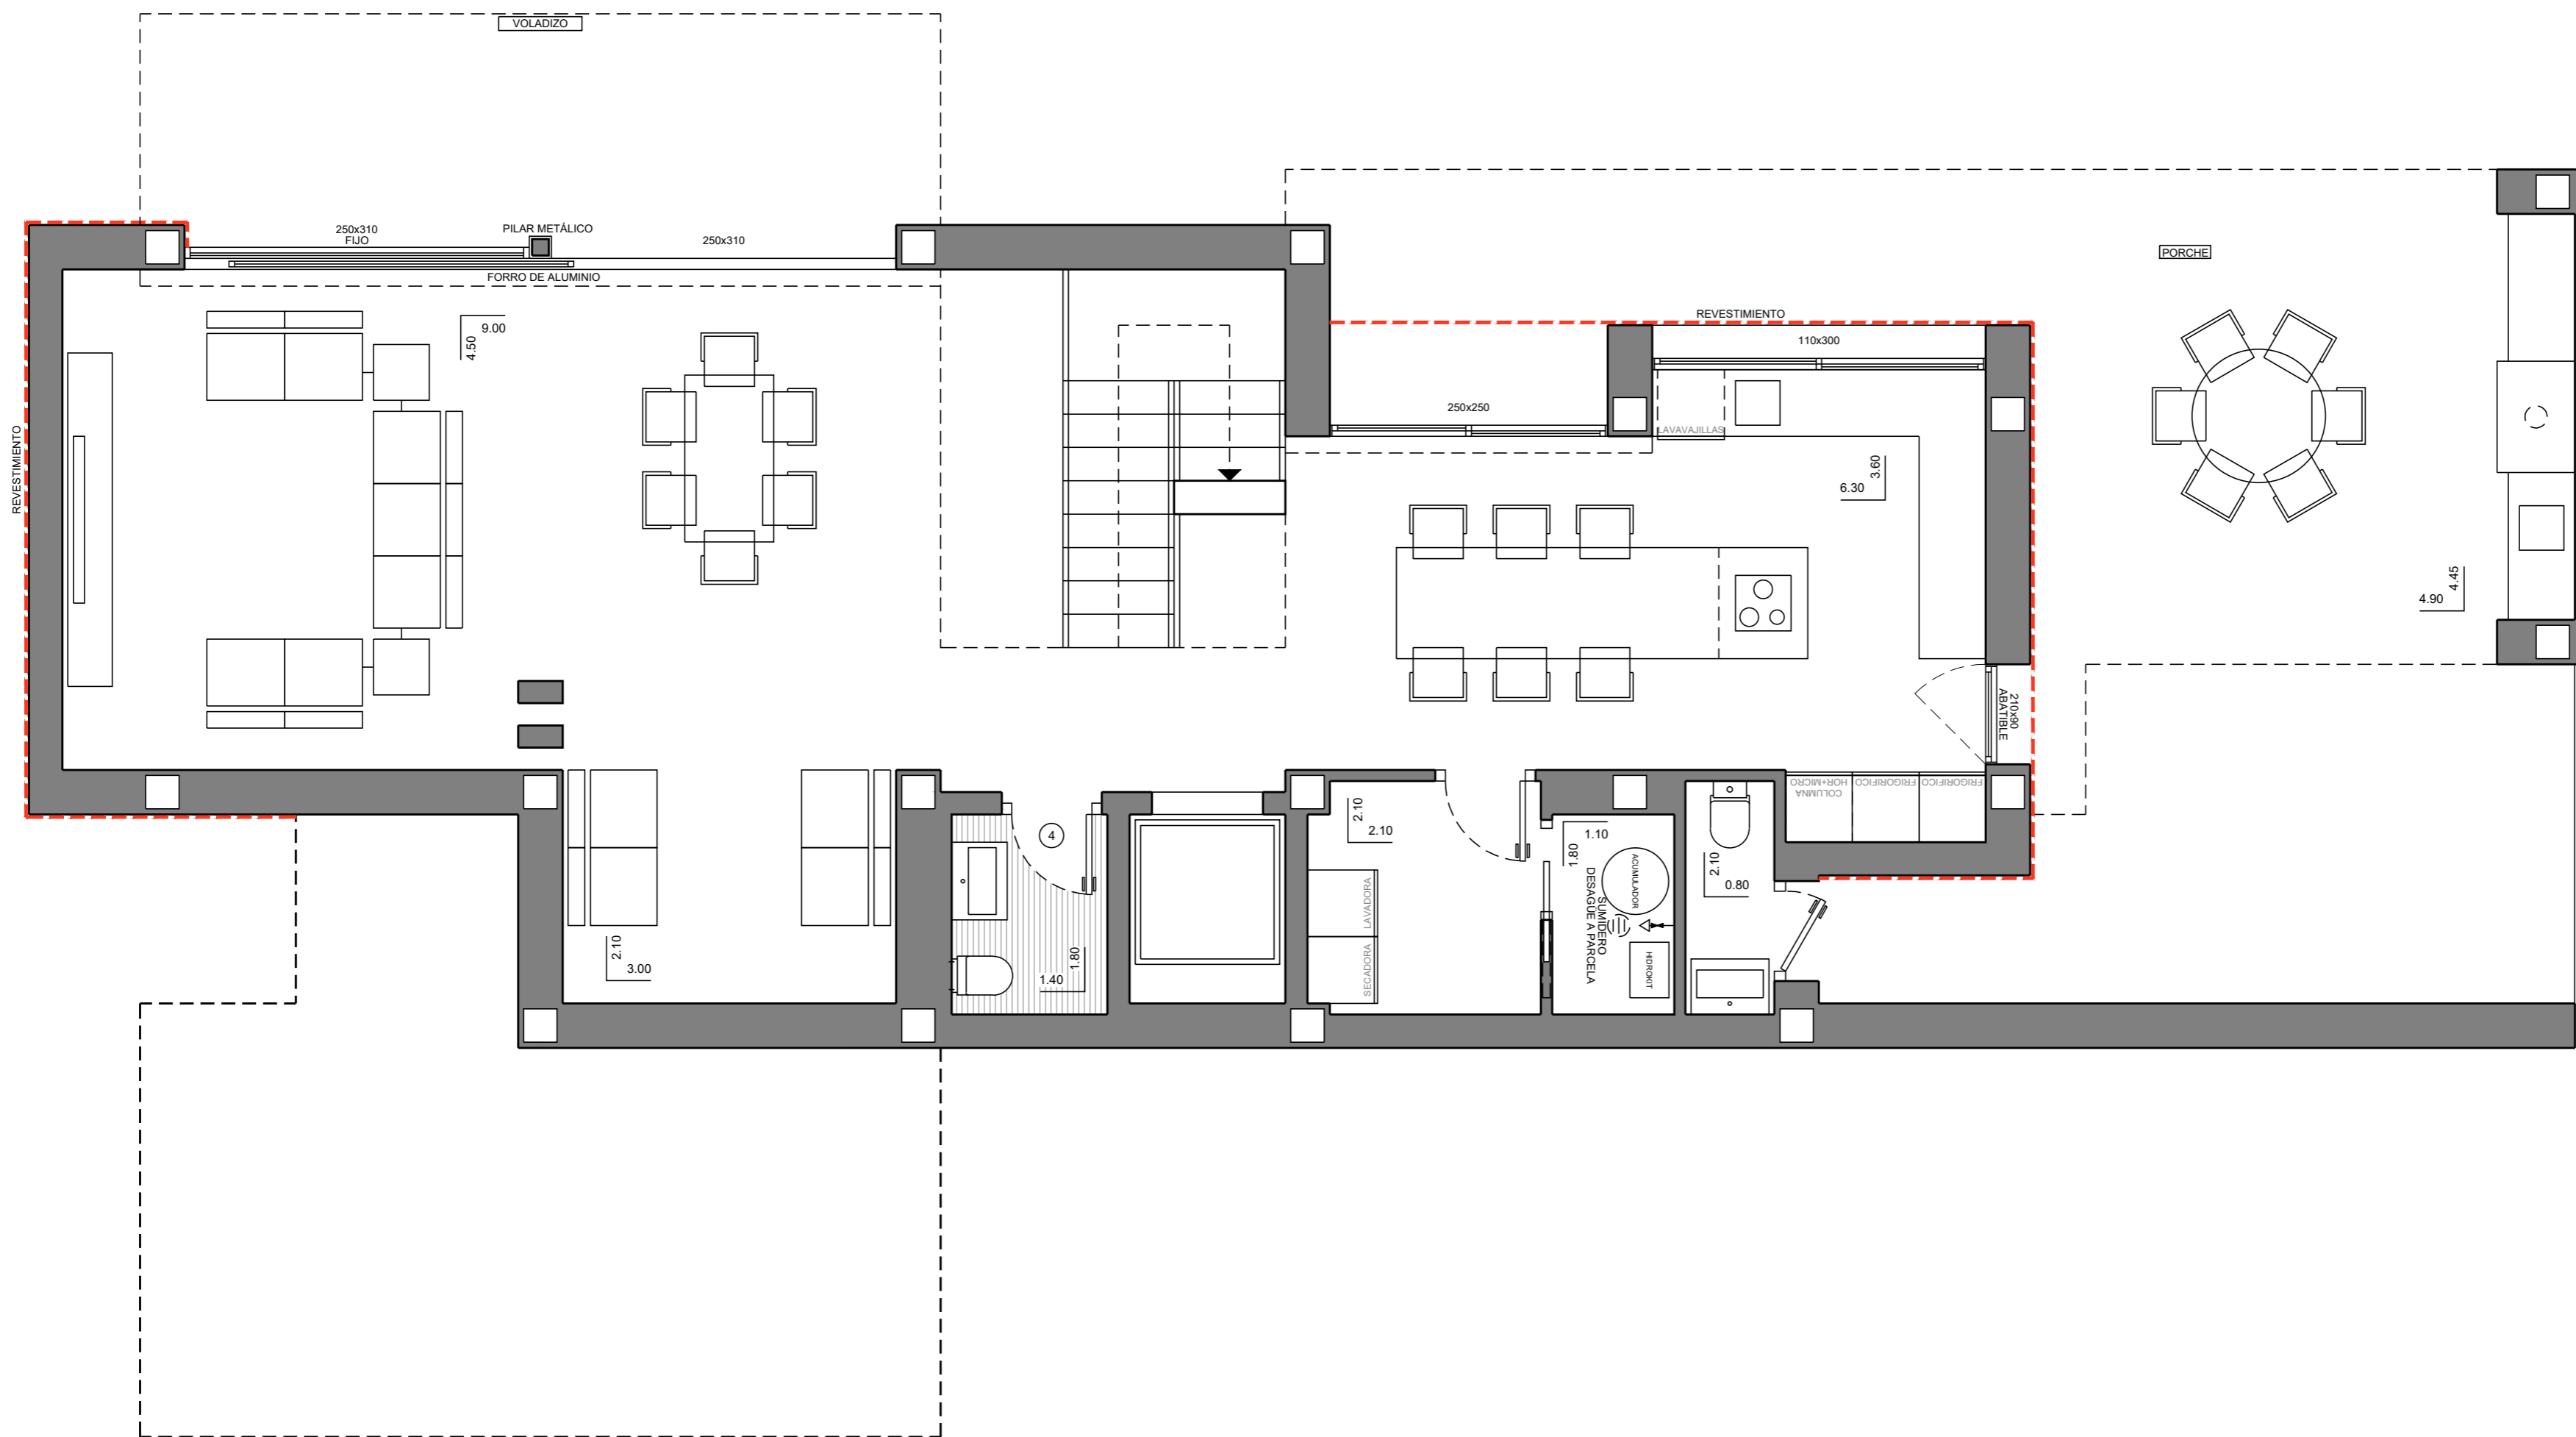 VOLADIZO
250x310
FIJO
PILAR METÁLICO
250x310
FORRO DE ALUMINIO
PORCHE
REVESTIMIENTO
110x300
9.00
4.50
REVESTIMIENTO
250x250
LAVAVAJILLAS
3.60
6.30
4.45
4.90
210x90
ABATIBLE
COLUMNA
HOR+MICRO
FRIGORIFICO
FRIGORIFICO
4
2.10
2.10
1.10
1.80
ACUMULADOR
2.10
0.80
LAVADORA
SECADORA
SUMIDERO
DESAGÜE A PARCELA
HIDROKIT
2.10
3.00
1.80
1.40